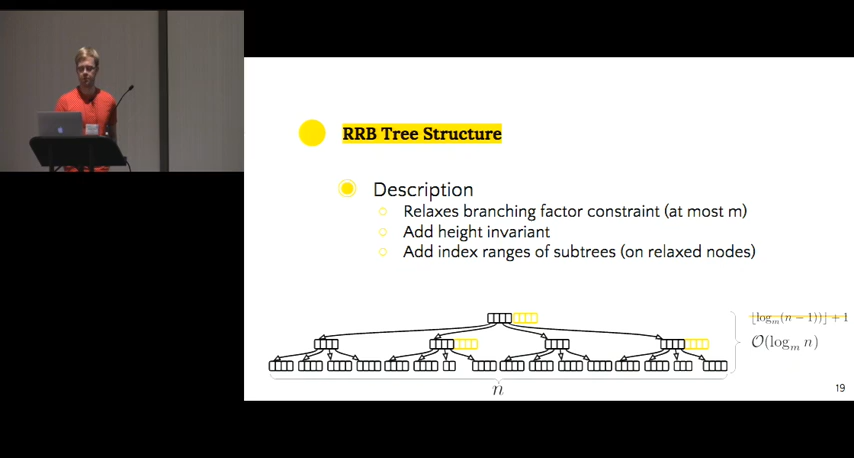 RRB Tree Structure
Description
Relaxes branching factor constraint (at most m)
Add height invariant
Add index ranges of subtrees (on relaxed nodes)
⌊log_m(n − 1))⌋ + 1
O(log_m n)
n
19